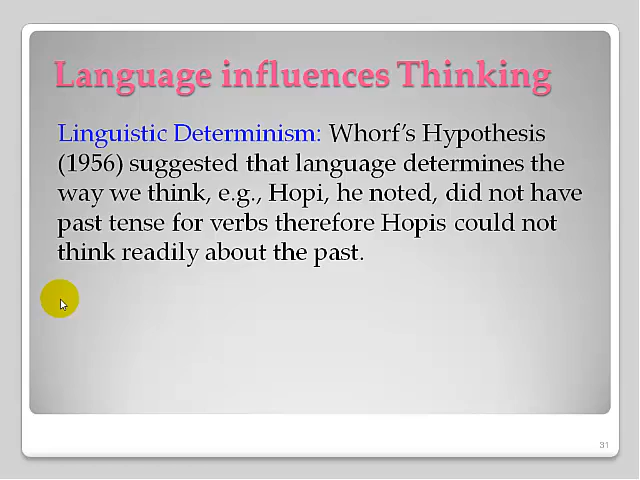 Language influences Thinking
Linguistic Determinism: Whorf’s Hypothesis
(1956) suggested that language determines the
way we think, e.g., Hopi, he noted, did not have
past tense for verbs therefore Hopis could not
think readily about the past.
31